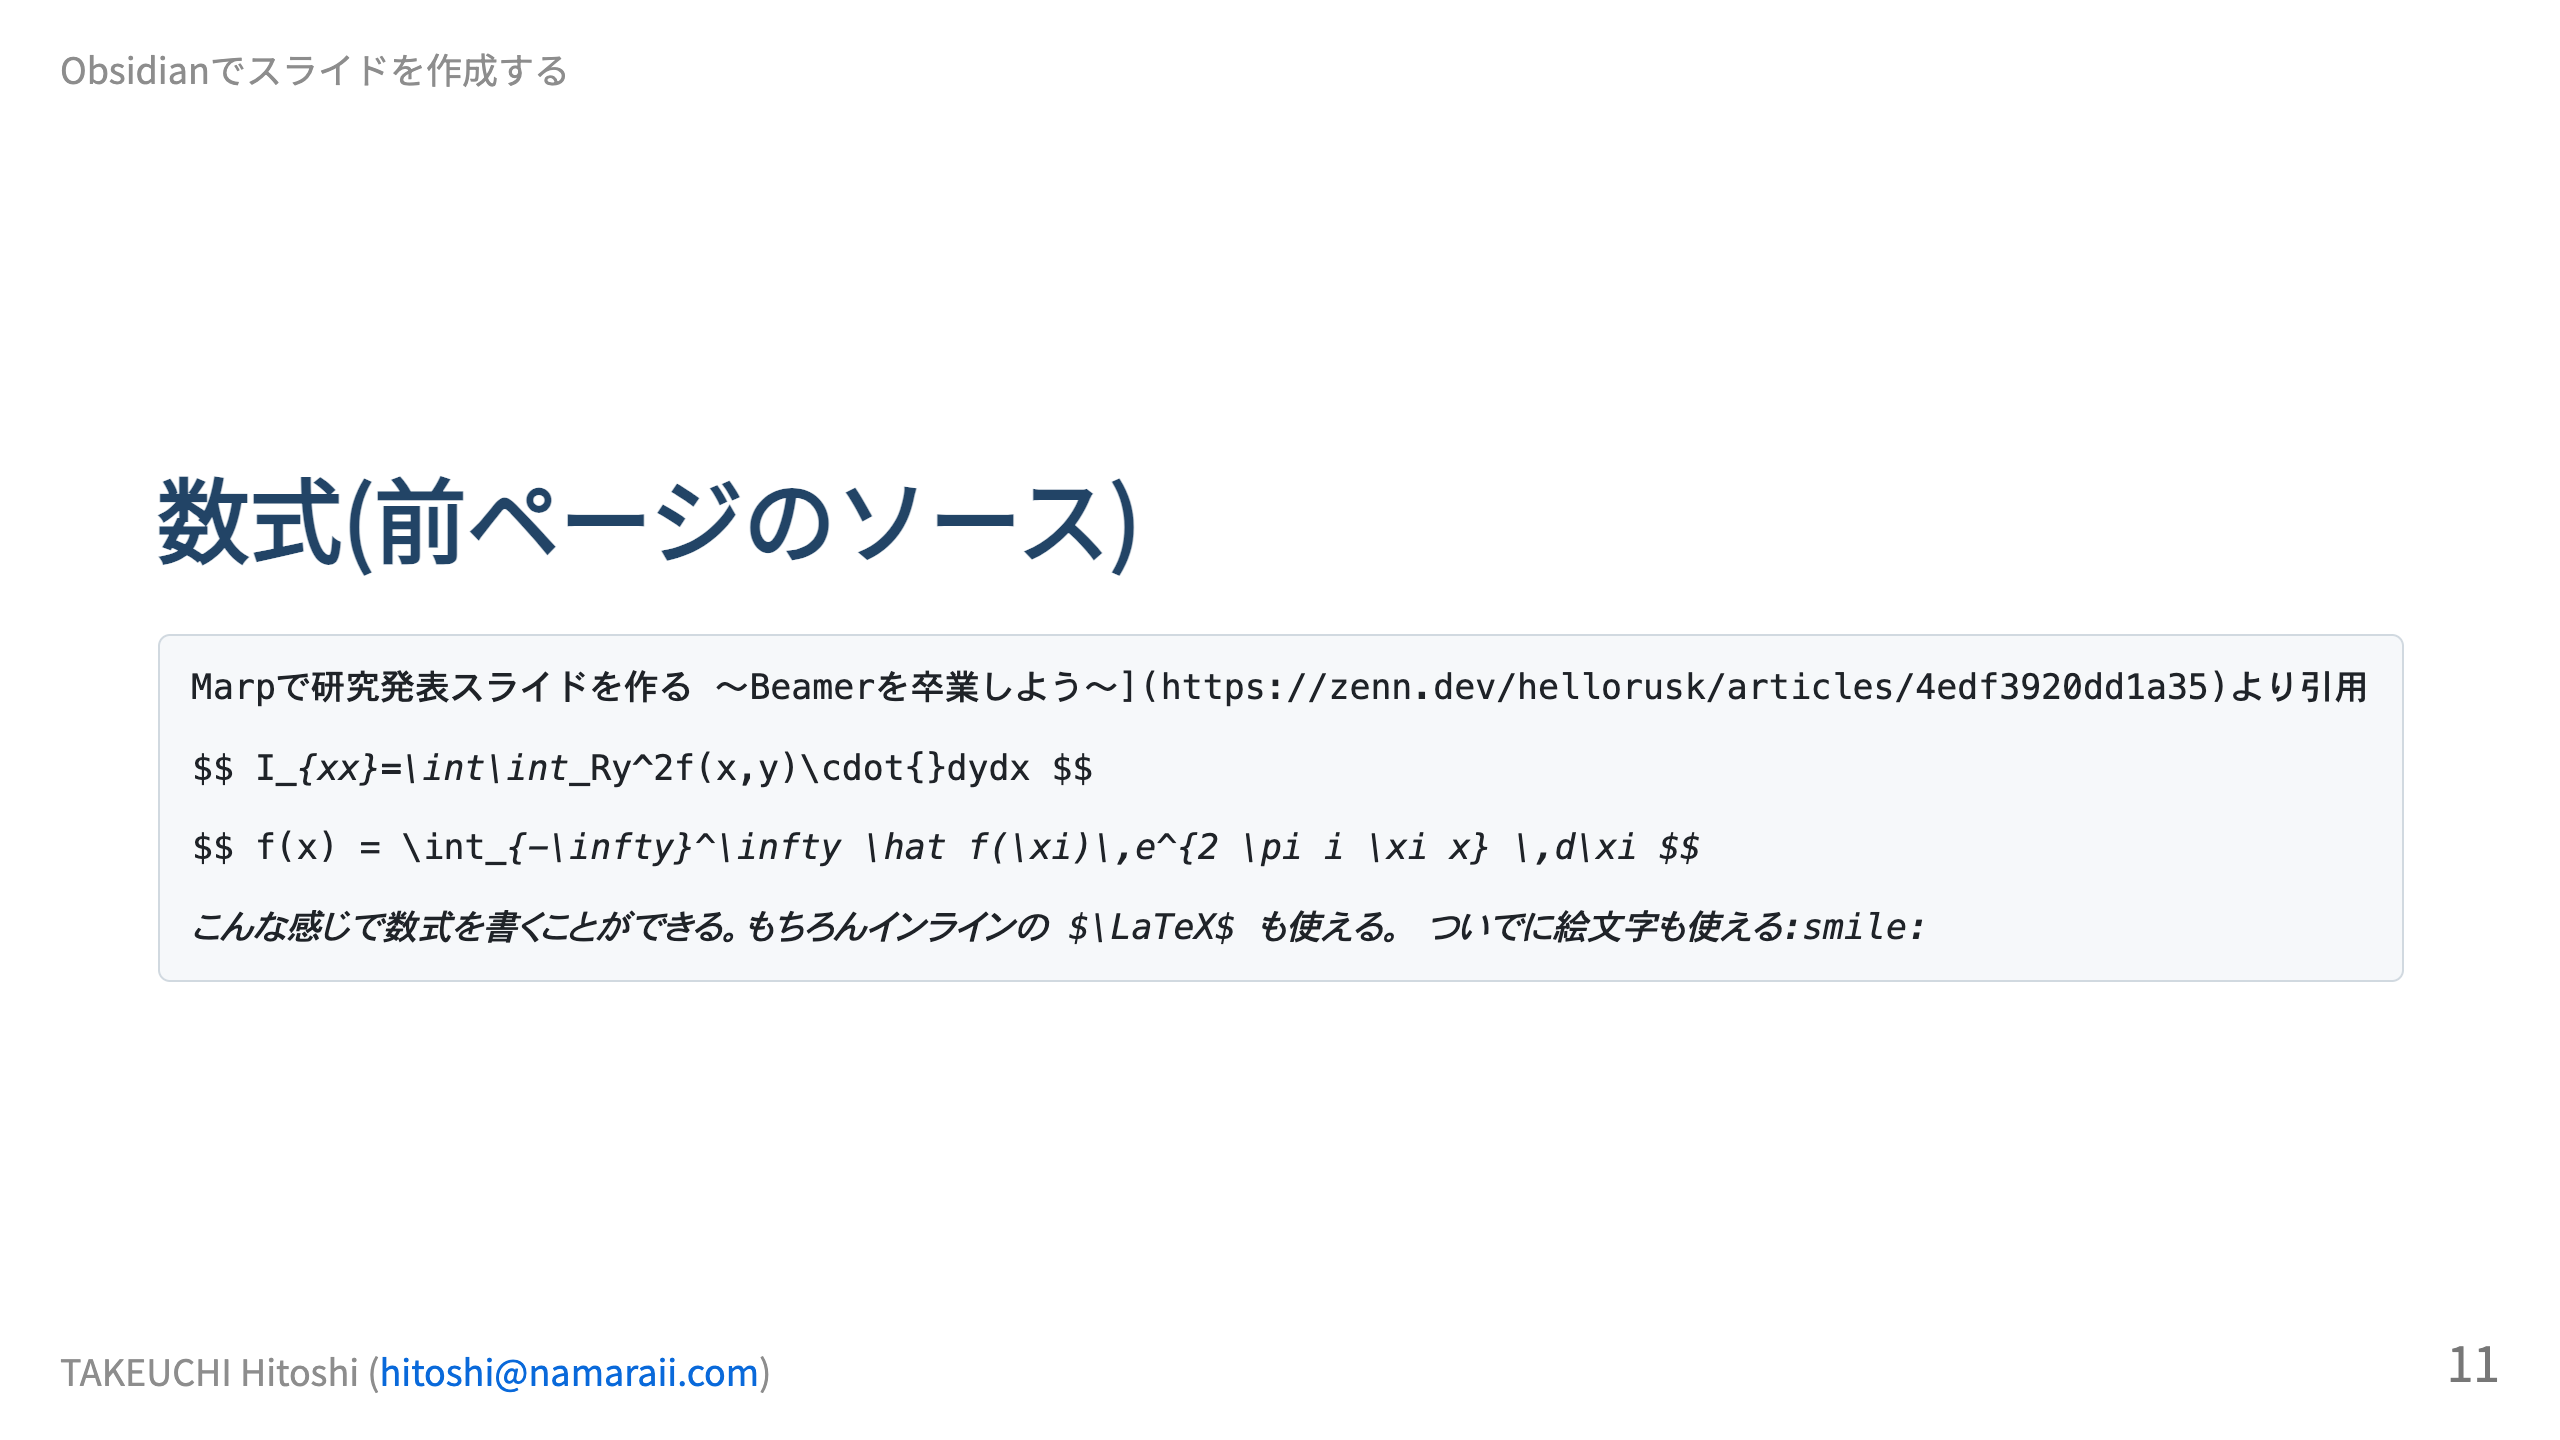 Obsidianでスライドを作成する
数式(前ページのソース)
Marpで研究発表スライドを作る 〜Beamerを卒業しよう〜](https://zenn.dev/hellorusk/articles/4edf3920dd1a35)より引用
$$ I_{xx}=\int\int_Ry^2f(x,y)\cdot{}dydx $$
$$ f(x) = \int_{-\infty}^\infty \hat f(\xi)\,e^{2 \pi i \xi x} \,d\xi $$
こんな感じで数式を書くことができる。もちろんインラインの $\LaTeX$ も使える。 ついでに絵文字も使える:smile:
TAKEUCHI Hitoshi (hitoshi@namaraii.com)
11